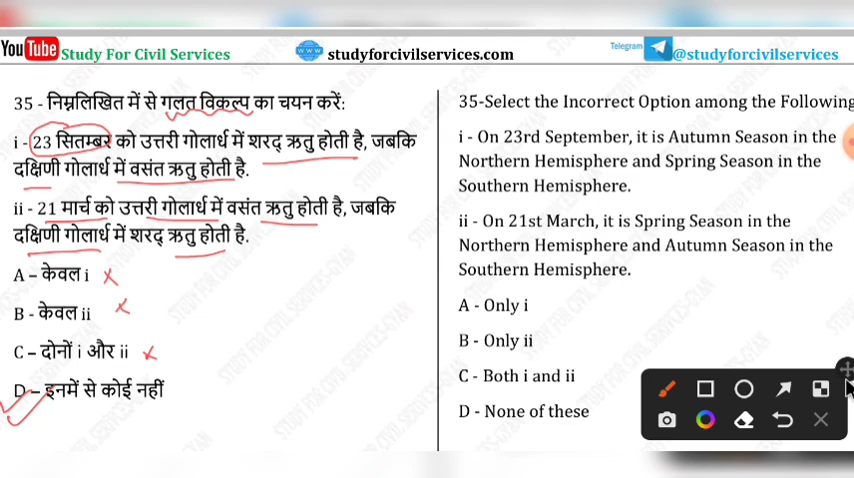 YouTube Study For Civil Services
www studyforcivilservices.com
Telegram @studyforcivilservices
35 - निम्नलिखित में से गलत विकल्प का चयन करें:
i - 23 सितम्बर को उत्तरी गोलार्ध में शरद् ऋतु होती है, जबकि
दक्षिणी गोलार्ध में वसंत ऋतु होती है.
ii - 21 मार्च को उत्तरी गोलार्ध में वसंत ऋतु होती है, जबकि
दक्षिणी गोलार्ध में शरद् ऋतु होती है.
A – केवल i
B - केवल ii
C – दोनों i और ii
D – इनमें से कोई नहीं
35-Select the Incorrect Option among the Following
i - On 23rd September, it is Autumn Season in the
Northern Hemisphere and Spring Season in the
Southern Hemisphere.
ii - On 21st March, it is Spring Season in the
Northern Hemisphere and Autumn Season in the
Southern Hemisphere.
A - Only i
B - Only ii
C - Both i and ii
D - None of these